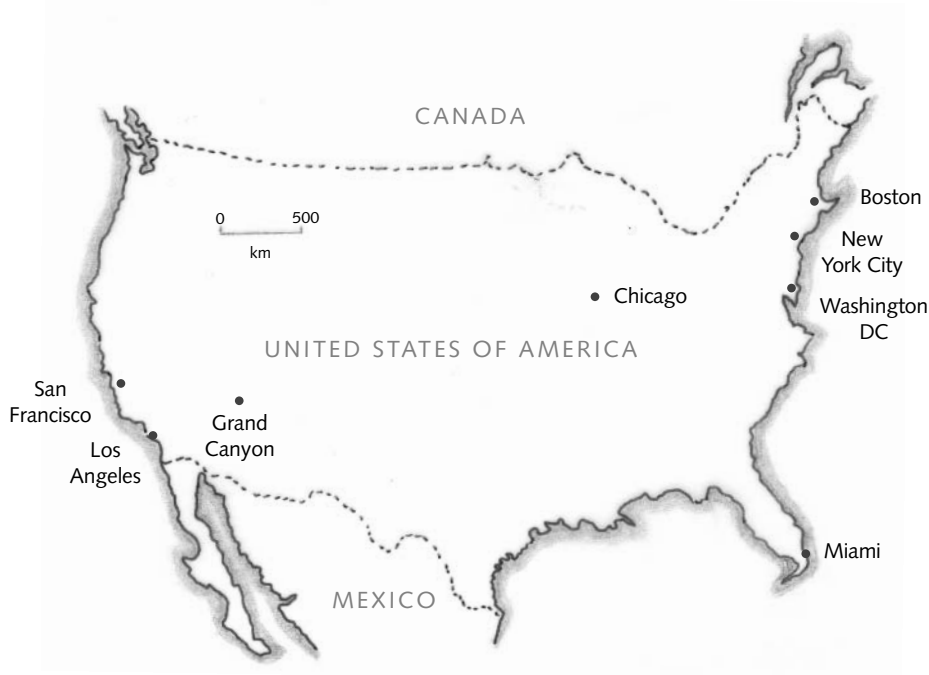 CANADA
0 500
km
Boston
New
York City
Chicago
Washington
DC
UNITED STATES OF AMERICA
San
Francisco
Grand
Canyon
Los
Angeles
Miami
MEXICO